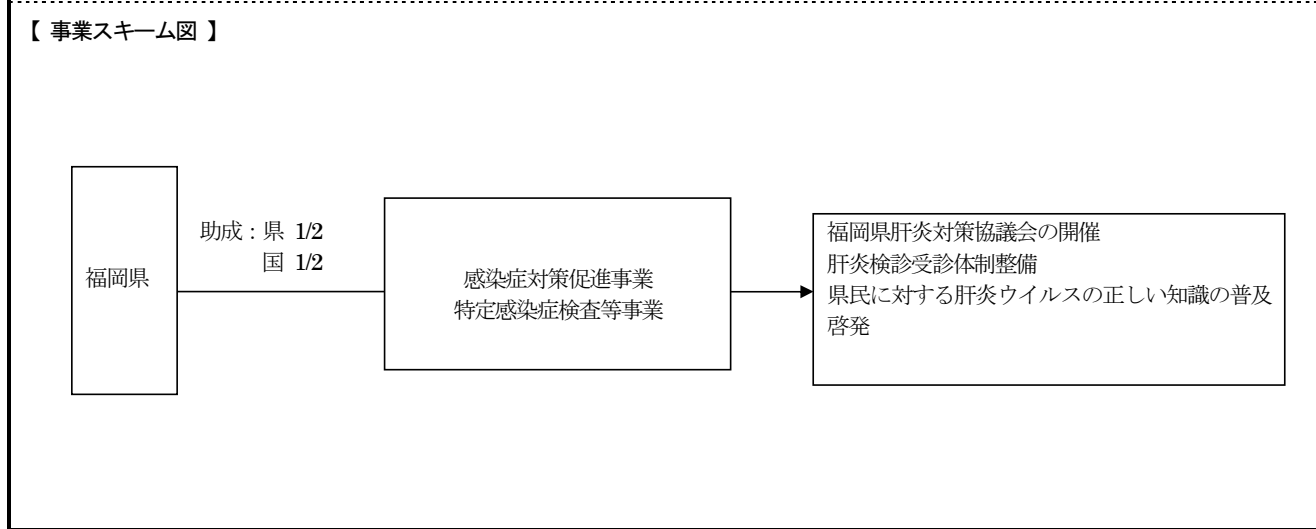 【 事業スキーム図 】
福岡県
助成：県 1/2
国 1/2
感染症対策促進事業
特定感染症検査等事業
福岡県肝炎対策協議会の開催
肝炎検診受診体制整備
県民に対する肝炎ウイルスの正しい知識の普及
啓発